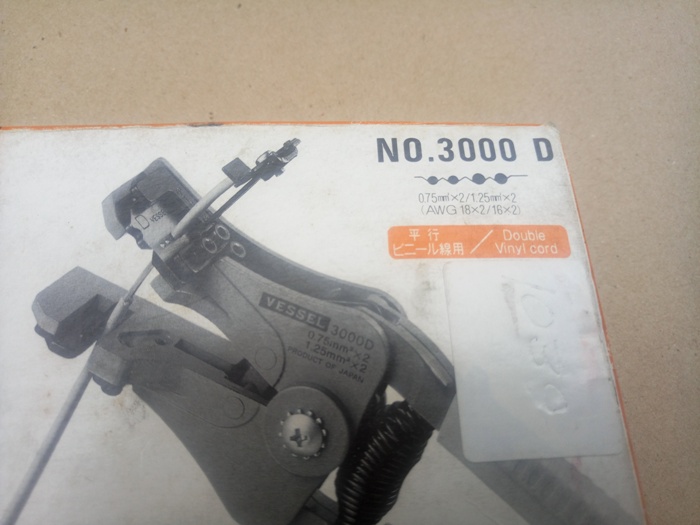 NO.3000 D
0.75mm²×2/1.25mm²×2
(AWG 18×2/16×2)
平行
ビニール線用 / Double
Vinyl cord
D
VESSEL
VESSEL 3000D
0.75mm²×2
1.25mm²×2
PRODUCT OF JAPAN